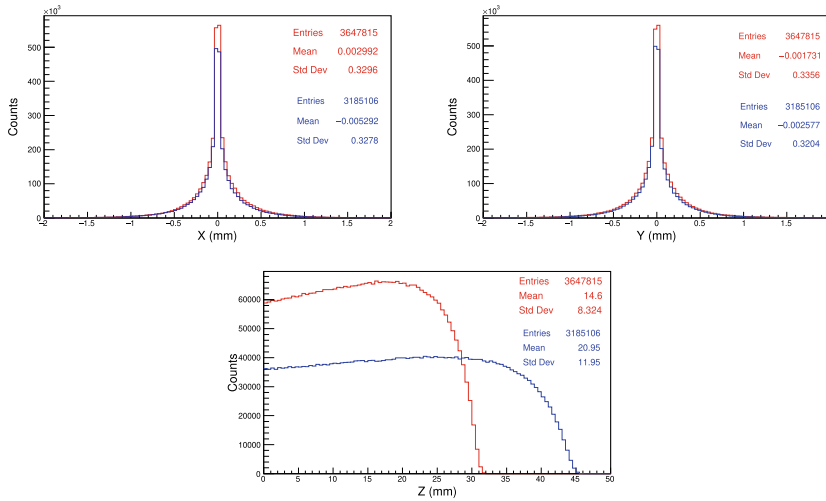 ×10³
600
500
400
300
200
100
0
Counts
−2 −1.5 −1 −0.5 0 0.5 1 1.5 2
X (mm)
Entries 3647815
Mean 0.002992
Std Dev 0.3296
Entries 3185106
Mean −0.005292
Std Dev 0.3278
×10³
500
400
300
200
100
0
Counts
−2 −1.5 −1 −0.5 0 0.5 1 1.5
Y (mm)
Entries 3647815
Mean −0.001731
Std Dev 0.3356
Entries 3185106
Mean −0.002577
Std Dev 0.3204
60000
50000
40000
30000
20000
10000
0
Counts
0 5 10 15 20 25 30 35 40 45 50
Z (mm)
Entries 3647815
Mean 14.6
Std Dev 8.324
Entries 3185106
Mean 20.95
Std Dev 11.95